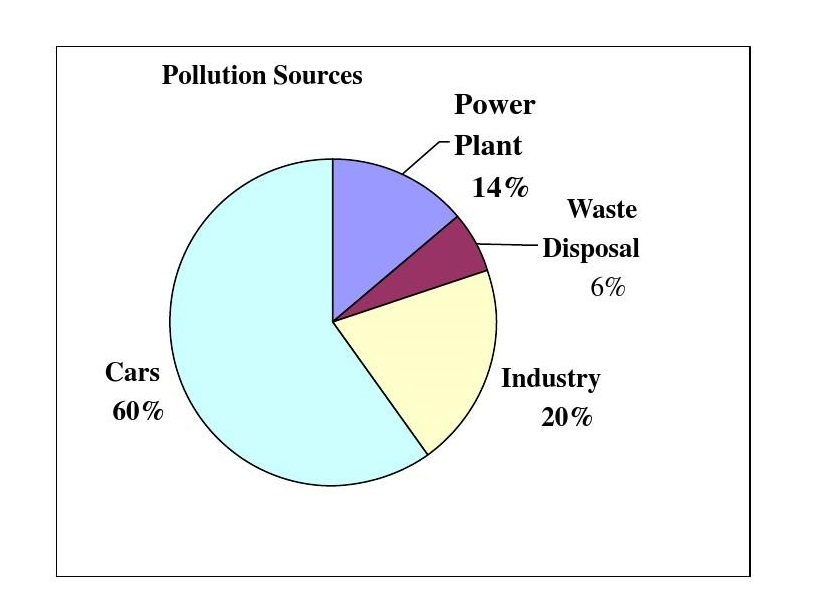 Pollution Sources
Power
Plant
14%
Waste
Disposal
6%
Industry
20%
Cars
60%